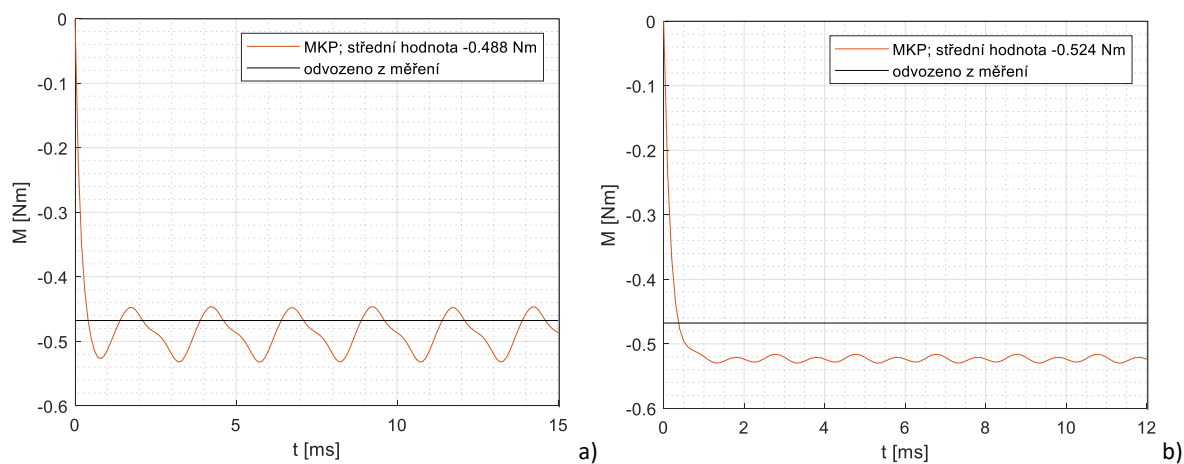 MKP; střední hodnota -0.488 Nm
odvozeno z měření
0
-0.1
-0.2
-0.3
-0.4
-0.5
-0.6
M [Nm]
0
5
10
15
t [ms]
a)
MKP; střední hodnota -0.524 Nm
odvozeno z měření
0
-0.1
-0.2
-0.3
-0.4
-0.5
-0.6
M [Nm]
0
2
4
6
8
10
12
t [ms]
b)